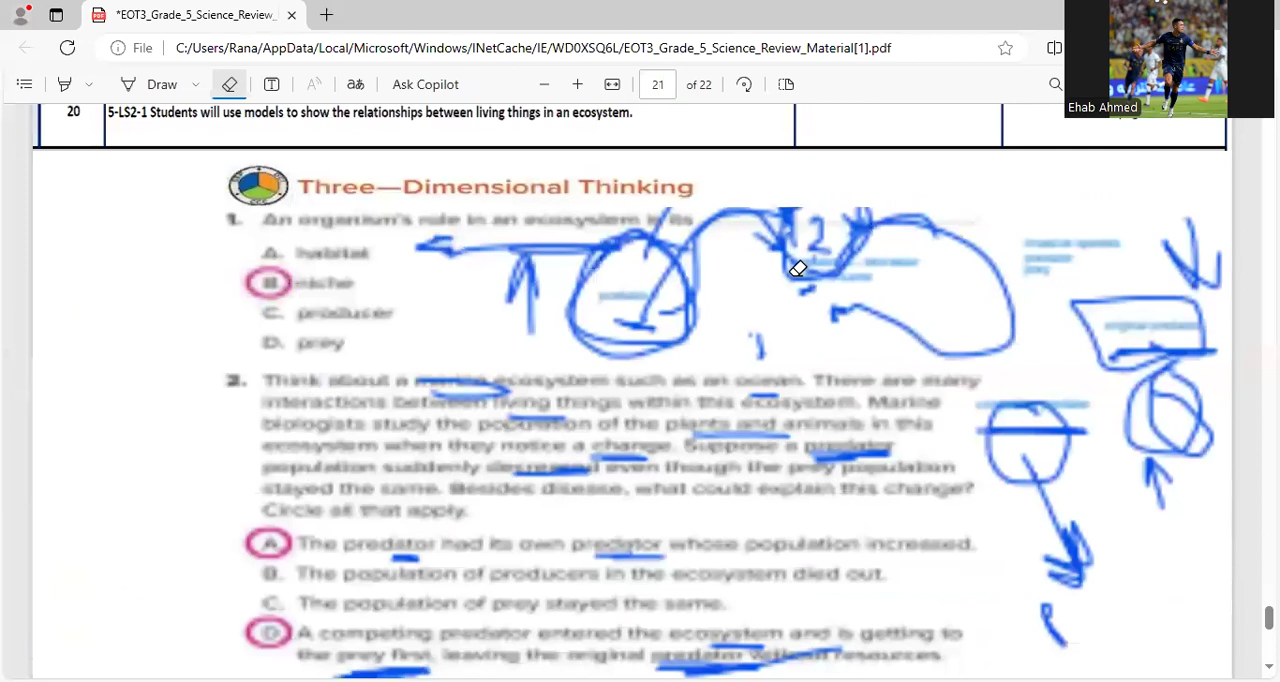 *EOT3_Grade_5_Science_Review_
File C:/Users/Rana/AppData/Local/Microsoft/Windows/INetCache/IE/WD0XSQ6L/EOT3_Grade_5_Science_Review_Material[1].pdf
Draw Ask Copilot 21 of 22
Ehab Ahmed
20 5-LS2-1 Students will use models to show the relationships between living things in an ecosystem.
Three—Dimensional Thinking
1. An organism's role in an ecosystem is its
A. habitat
B. niche
C. producer
D. prey
2
2. Think about a marine ecosystem such as an ocean. There are many
interactions between living things within this ecosystem. Marine
biologists study the population of the plants and animals in this
ecosystem when they notice a change. Suppose a predator
population suddenly decreased even though the prey population
stayed the same. Besides disease, what could explain this change?
Circle all that apply.
A. The predator had its own predator whose population increased.
B. The population of producers in the ecosystem died out.
C. The population of prey stayed the same.
D. A competing predator entered the ecosystem and is getting to
the prey first, leaving the original predator without resources.